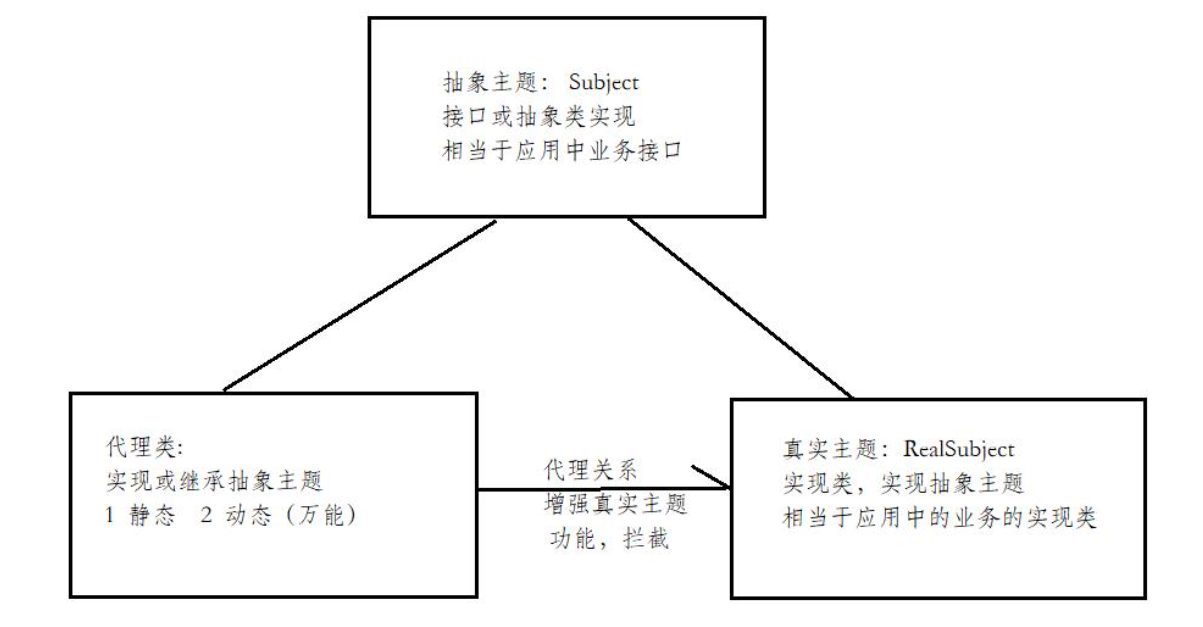 抽象主题： Subject
接口或抽象类实现
相当于应用中业务接口
代理类:
实现或继承抽象主题
1 静态 2 动态（万能）
代理关系
增强真实主题
功能，拦截
真实主题：RealSubject
实现类，实现抽象主题
相当于应用中的业务的实现类